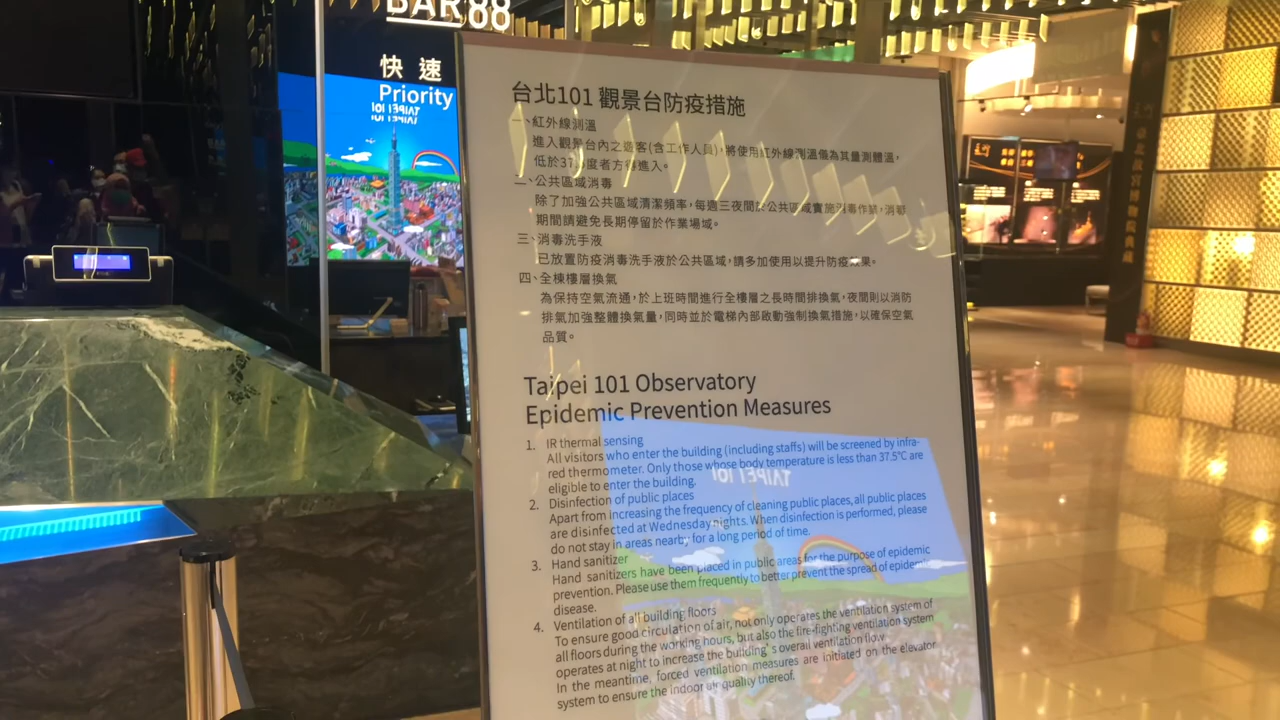 BAR 88
快速
Priority
TAIPEI 101
台北101 觀景台防疫措施
一、紅外線測溫
進入觀景台內之遊客(含工作人員),將使用紅外線測溫儀為其量測體溫,
低於37.5度者方得進入。
二、公共區域消毒
除了加強公共區域清潔頻率,每週三夜間於公共區域實施消毒作業,消毒
期間請避免長期停留於作業場域。
三、消毒洗手液
已放置防疫消毒洗手液於公共區域,請多加使用以提升防疫效果。
四、全棟樓層換氣
為保持空氣流通,於上班時間進行全樓層之長時間排換氣,夜間則以消防
排氣加強整體換氣量,同時並於電梯內部啟動強制換氣措施,以確保空氣
品質。
Taipei 101 Observatory
Epidemic Prevention Measures
1. IR thermal sensing
All visitors who enter the building (including staffs) will be screened by infra-
red thermometer. Only those whose body temperature is less than 37.5°C are
eligible to enter the building.
2. Disinfection of public places
Apart from increasing the frequency of cleaning public places, all public places
are disinfected at Wednesday nights. When disinfection is performed, please
do not stay in areas nearby for a long period of time.
3. Hand sanitizer
Hand sanitizers have been placed in public areas for the purpose of epidemic
prevention. Please use them frequently to better prevent the spread of epidemic
disease.
4. Ventilation of all building floors
To ensure good circulation of air, not only operates the ventilation system of
all floors during the working hours, but also the fire-fighting ventilation system
operates at night to increase the building's overall ventilation flow.
In the meantime, forced ventilation measures are initiated on the elevator
system to ensure the indoor air quality thereof.